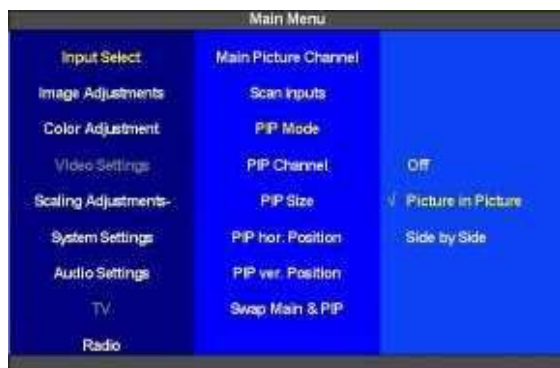 Main Menu
Input Select
Image Adjustments
Color Adjustment
Video Settings
Scaling Adjustments-
System Settings
Audio Settings
TV
Radio
Main Picture Channel
Scan Inputs
PIP Mode
PIP Channel
PIP Size
PIP hor. Position
PIP ver. Position
Swap Main & PIP
Off
√ Picture in Picture
Side by Side